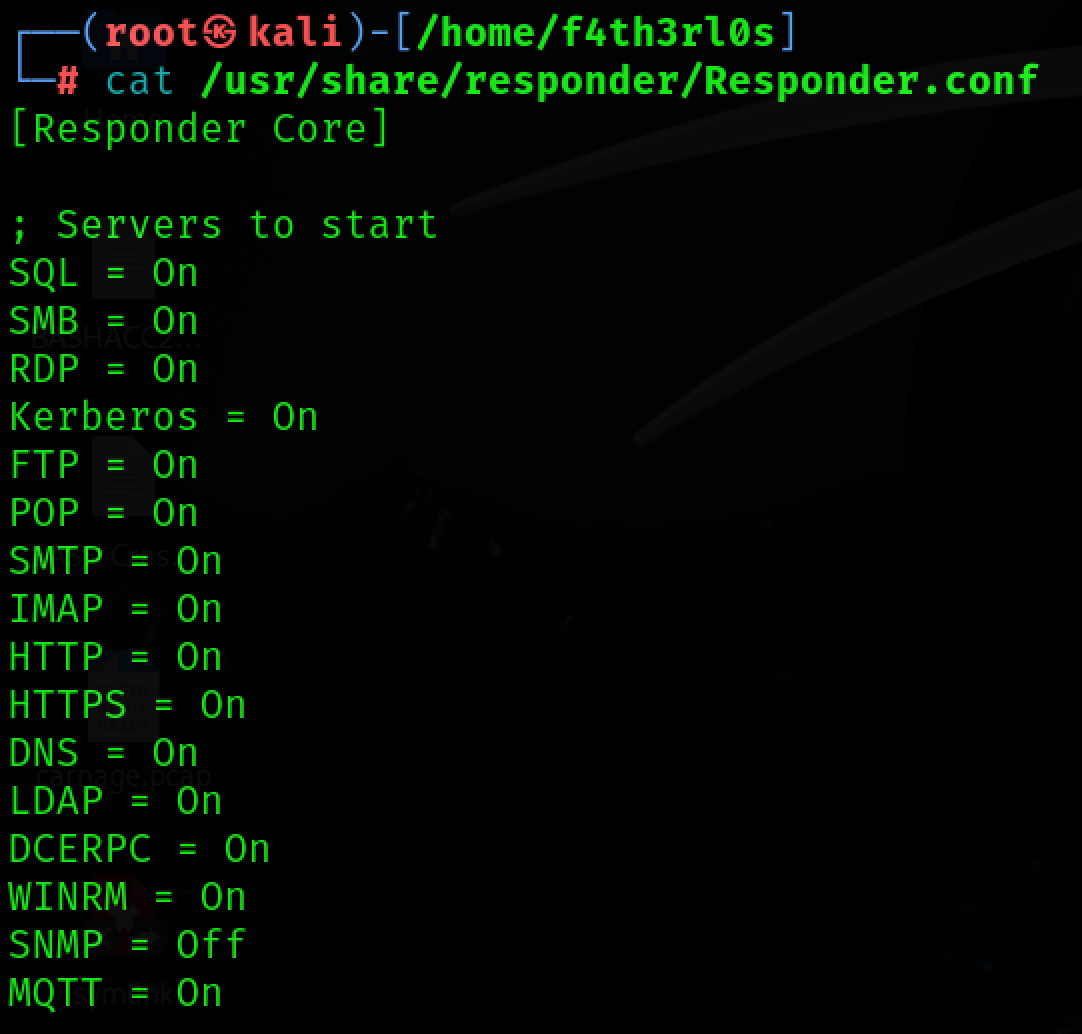 ┌──(root㉿kali)-[/home/f4th3rl0s]
└─# cat /usr/share/responder/Responder.conf
[Responder Core]

; Servers to start
SQL = On
SMB = On
RDP = On
Kerberos = On
FTP = On
POP = On
SMTP = On
IMAP = On
HTTP = On
HTTPS = On
DNS = On
LDAP = On
DCERPC = On
WINRM = On
SNMP = Off
MQTT = On
BASHACC2...
carnage.pcap